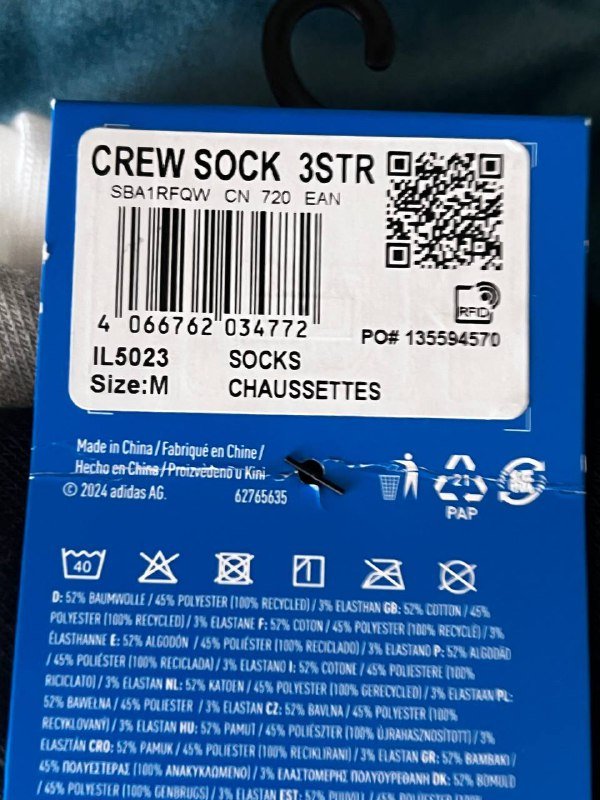 CREW SOCK 3STR
SBA1RFQW CN 720 EAN
4 066762 034772
RFID
PO# 135594570
IL5023 SOCKS
Size:M CHAUSSETTES
Made in China / Fabriqué en Chine /
Hecho en China / Proizvedeno u Kini
© 2024 adidas AG. 62765635
21
PAP
40
D: 52% BAUMWOLLE / 45% POLYESTER (100% RECYCLED) / 3% ELASTHAN GB: 52% COTTON / 45%
POLYESTER (100% RECYCLED) / 3% ELASTANE F: 52% COTON / 45% POLYESTER (100% RECYCLÉ) / 3%
ÉLASTHANNE E: 52% ALGODÓN / 45% POLIÉSTER (100% RECICLADO) / 3% ELASTANO P: 52% ALGODÃO
/ 45% POLIÉSTER (100% RECICLADA) / 3% ELASTANO I: 52% COTONE / 45% POLIESTERE (100%
RICICLATO) / 3% ELASTAN NL: 52% KATOEN / 45% POLYESTER (100% GERECYCLED) / 3% ELASTAAN PL:
52% BAWEŁNA / 45% POLIESTER / 3% ELASTAN CZ: 52% BAVLNA / 45% POLYESTER (100%
RECYKLOVANÝ) / 3% ELASTAN HU: 52% PAMUT / 45% POLIÉSZTER (100% ÚJRAHASZNOSÍTOTT) / 3%
ELASZTÁN CRO: 52% PAMUK / 45% POLIESTER (100% RECIKLIRANI) / 3% ELASTAN GR: 52% ΒΑΜΒΑΚΙ /
45% ΠΟΛΥΕΣΤΕΡΑΣ (100% ΑΝΑΚΥΚΛΩΜΕΝΟ) / 3% ΕΛΑΣΤΟΜΕΡΗΣ ΠΟΛΥΟΥΡΕΘΑΝΗ DK: 52% BOMULD
/ 45% POLYESTER (100% GENBRUGS) / 3% ELASTAN EST: 52% PUUVILL